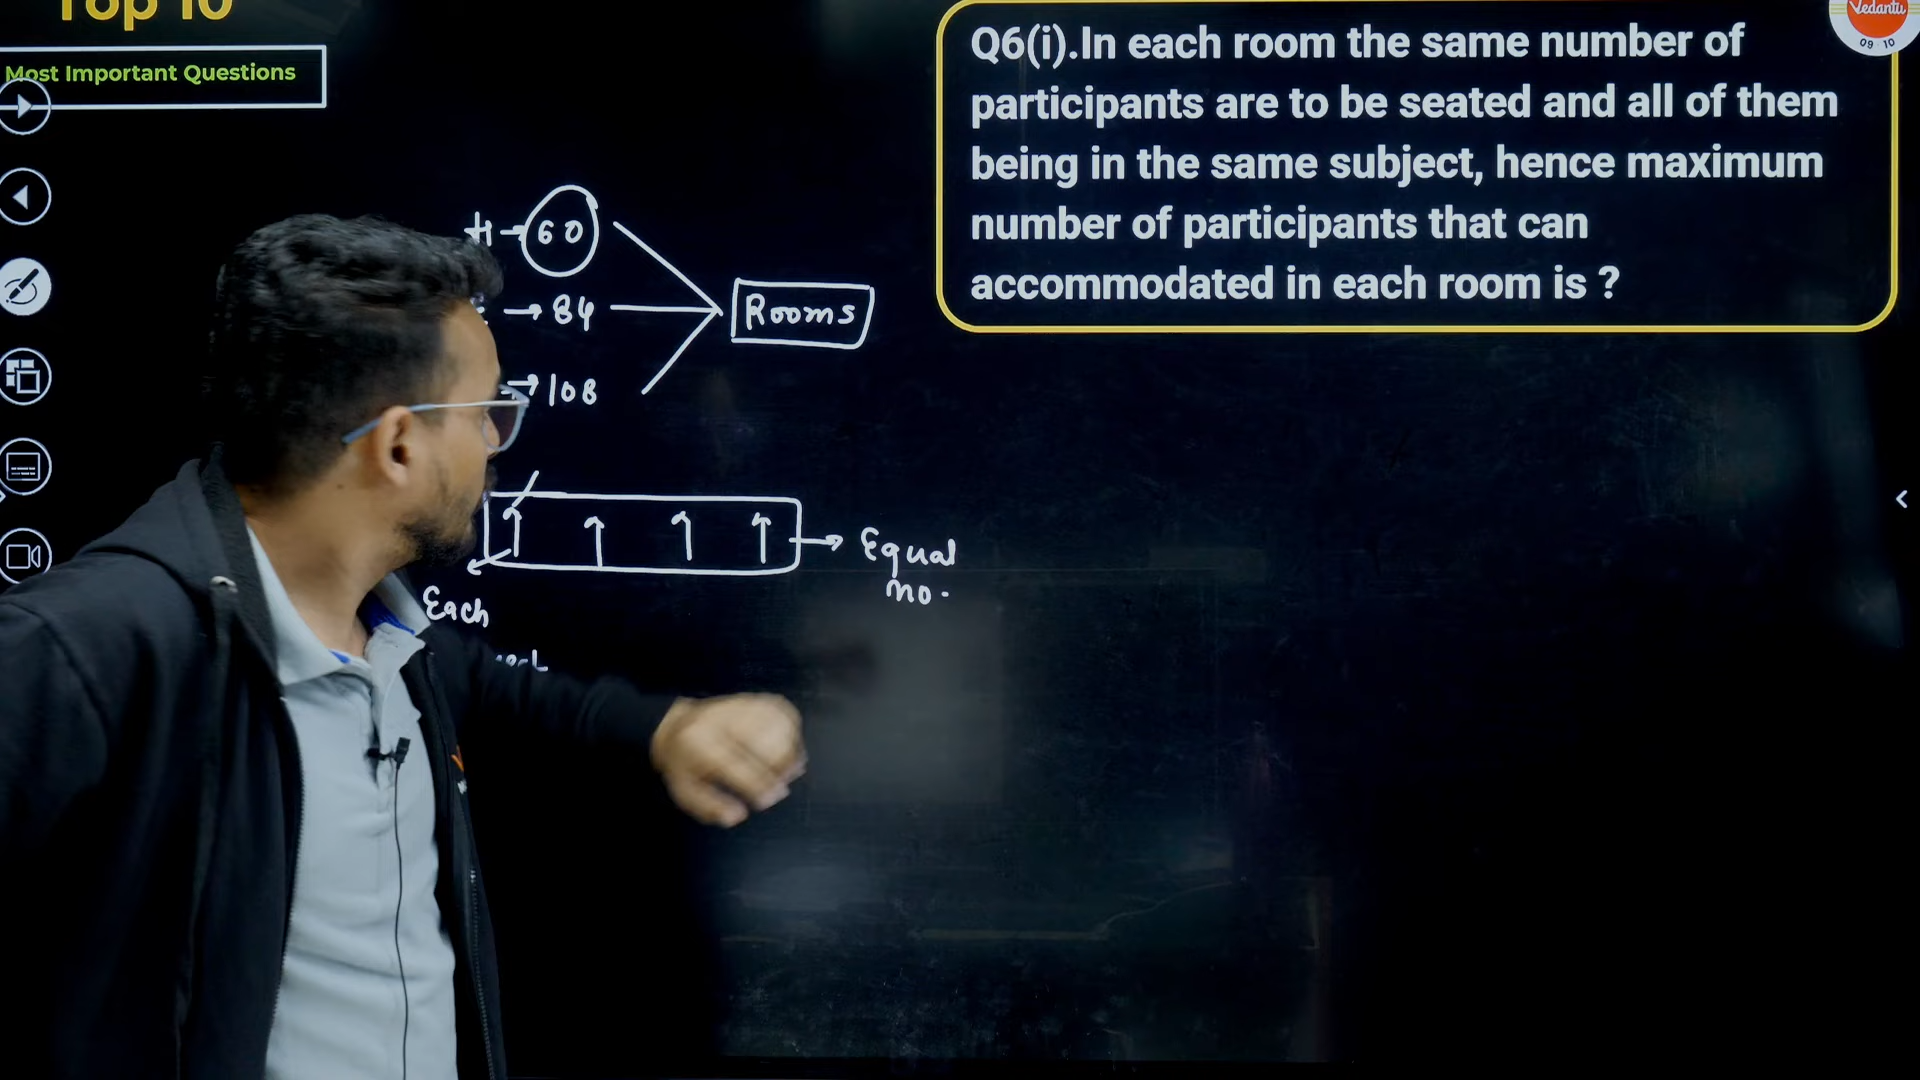 Top 10
Most Important Questions
Q6(i).In each room the same number of
participants are to be seated and all of them
being in the same subject, hence maximum
number of participants that can
accommodated in each room is ?
Vedantu
09 - 10
H → 60
→ 84
Rooms
→ 108
→ Equal
no.
Each